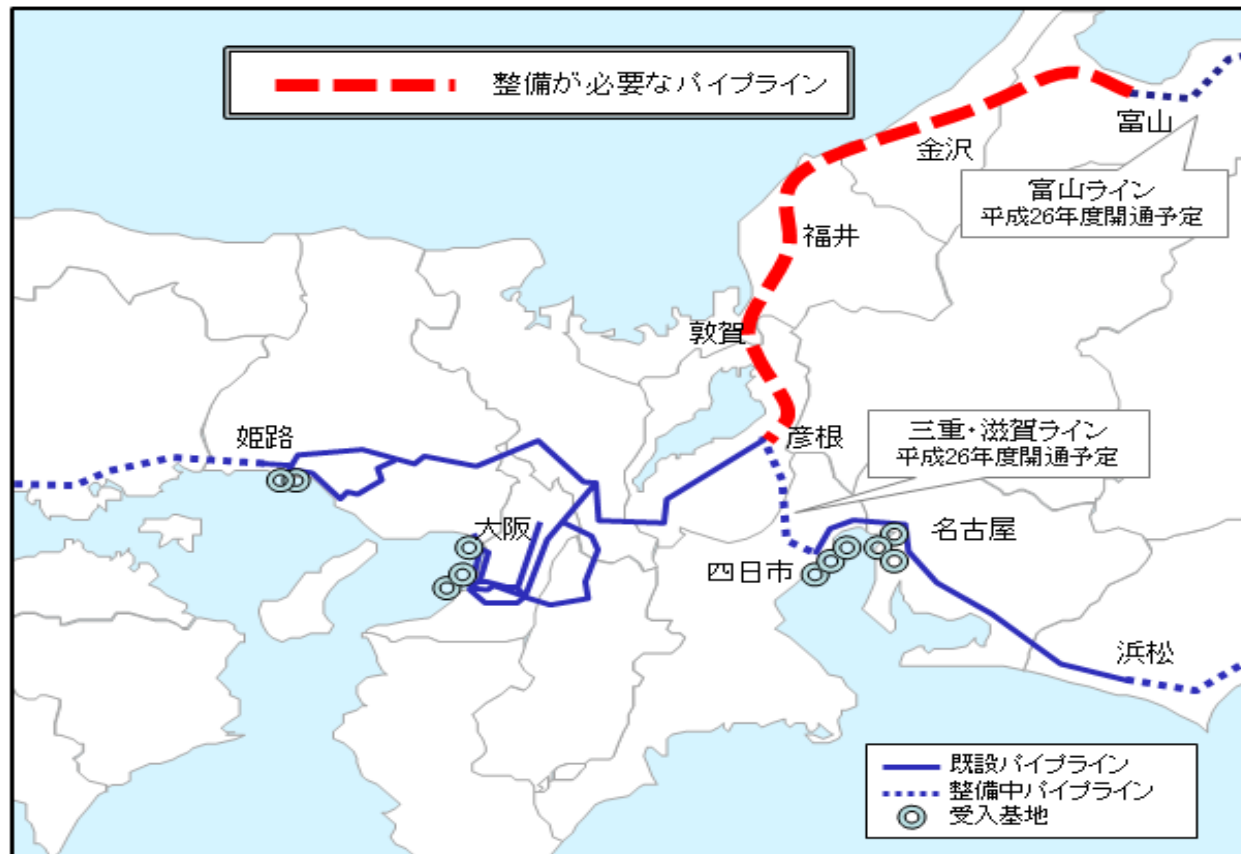 整備が必要なパイプライン
富山
金沢
富山ライン
平成26年度開通予定
福井
敦賀
姫路
彦根
三重・滋賀ライン
平成26年度開通予定
大阪
名古屋
四日市
浜松
既設パイプライン
整備中パイプライン
受入基地